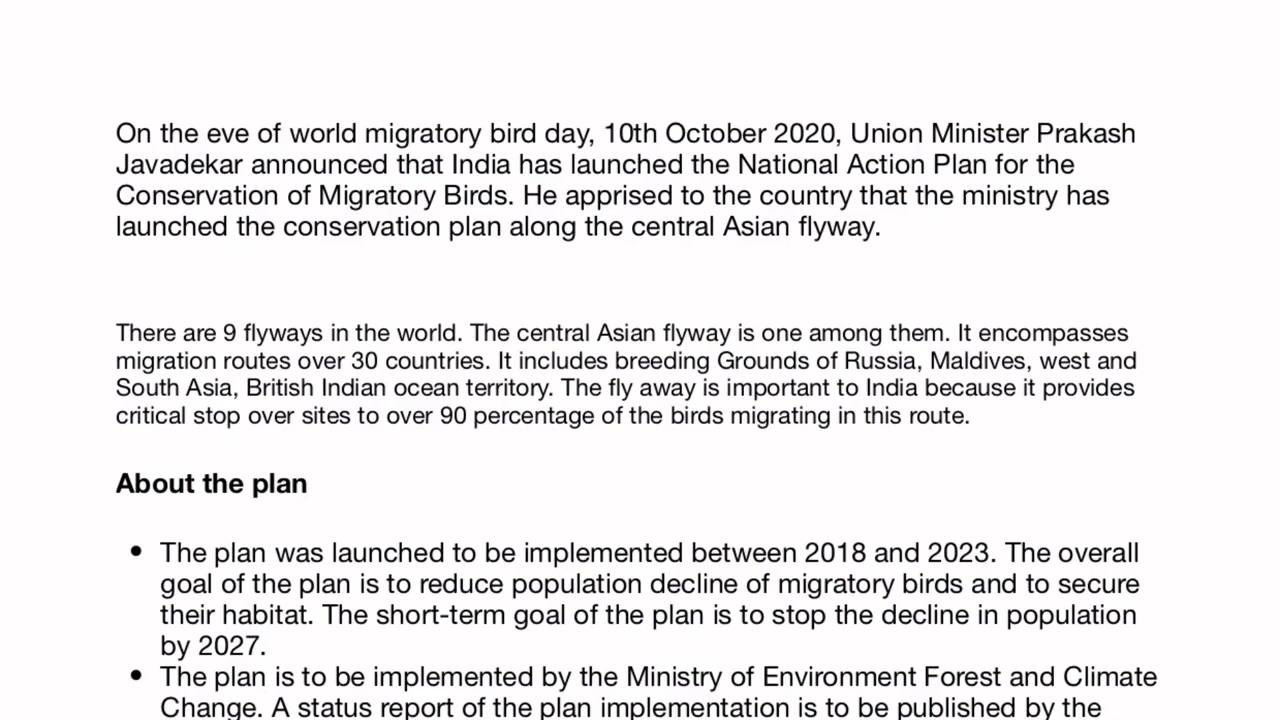 On the eve of world migratory bird day, 10th October 2020, Union Minister Prakash
Javadekar announced that India has launched the National Action Plan for the
Conservation of Migratory Birds. He apprised to the country that the ministry has
launched the conservation plan along the central Asian flyway.
There are 9 flyways in the world. The central Asian flyway is one among them. It encompasses
migration routes over 30 countries. It includes breeding Grounds of Russia, Maldives, west and
South Asia, British Indian ocean territory. The fly away is important to India because it provides
critical stop over sites to over 90 percentage of the birds migrating in this route.
About the plan
• The plan was launched to be implemented between 2018 and 2023. The overall
goal of the plan is to reduce population decline of migratory birds and to secure
their habitat. The short-term goal of the plan is to stop the decline in population
by 2027.
• The plan is to be implemented by the Ministry of Environment Forest and Climate
Change. A status report of the plan implementation is to be published by the